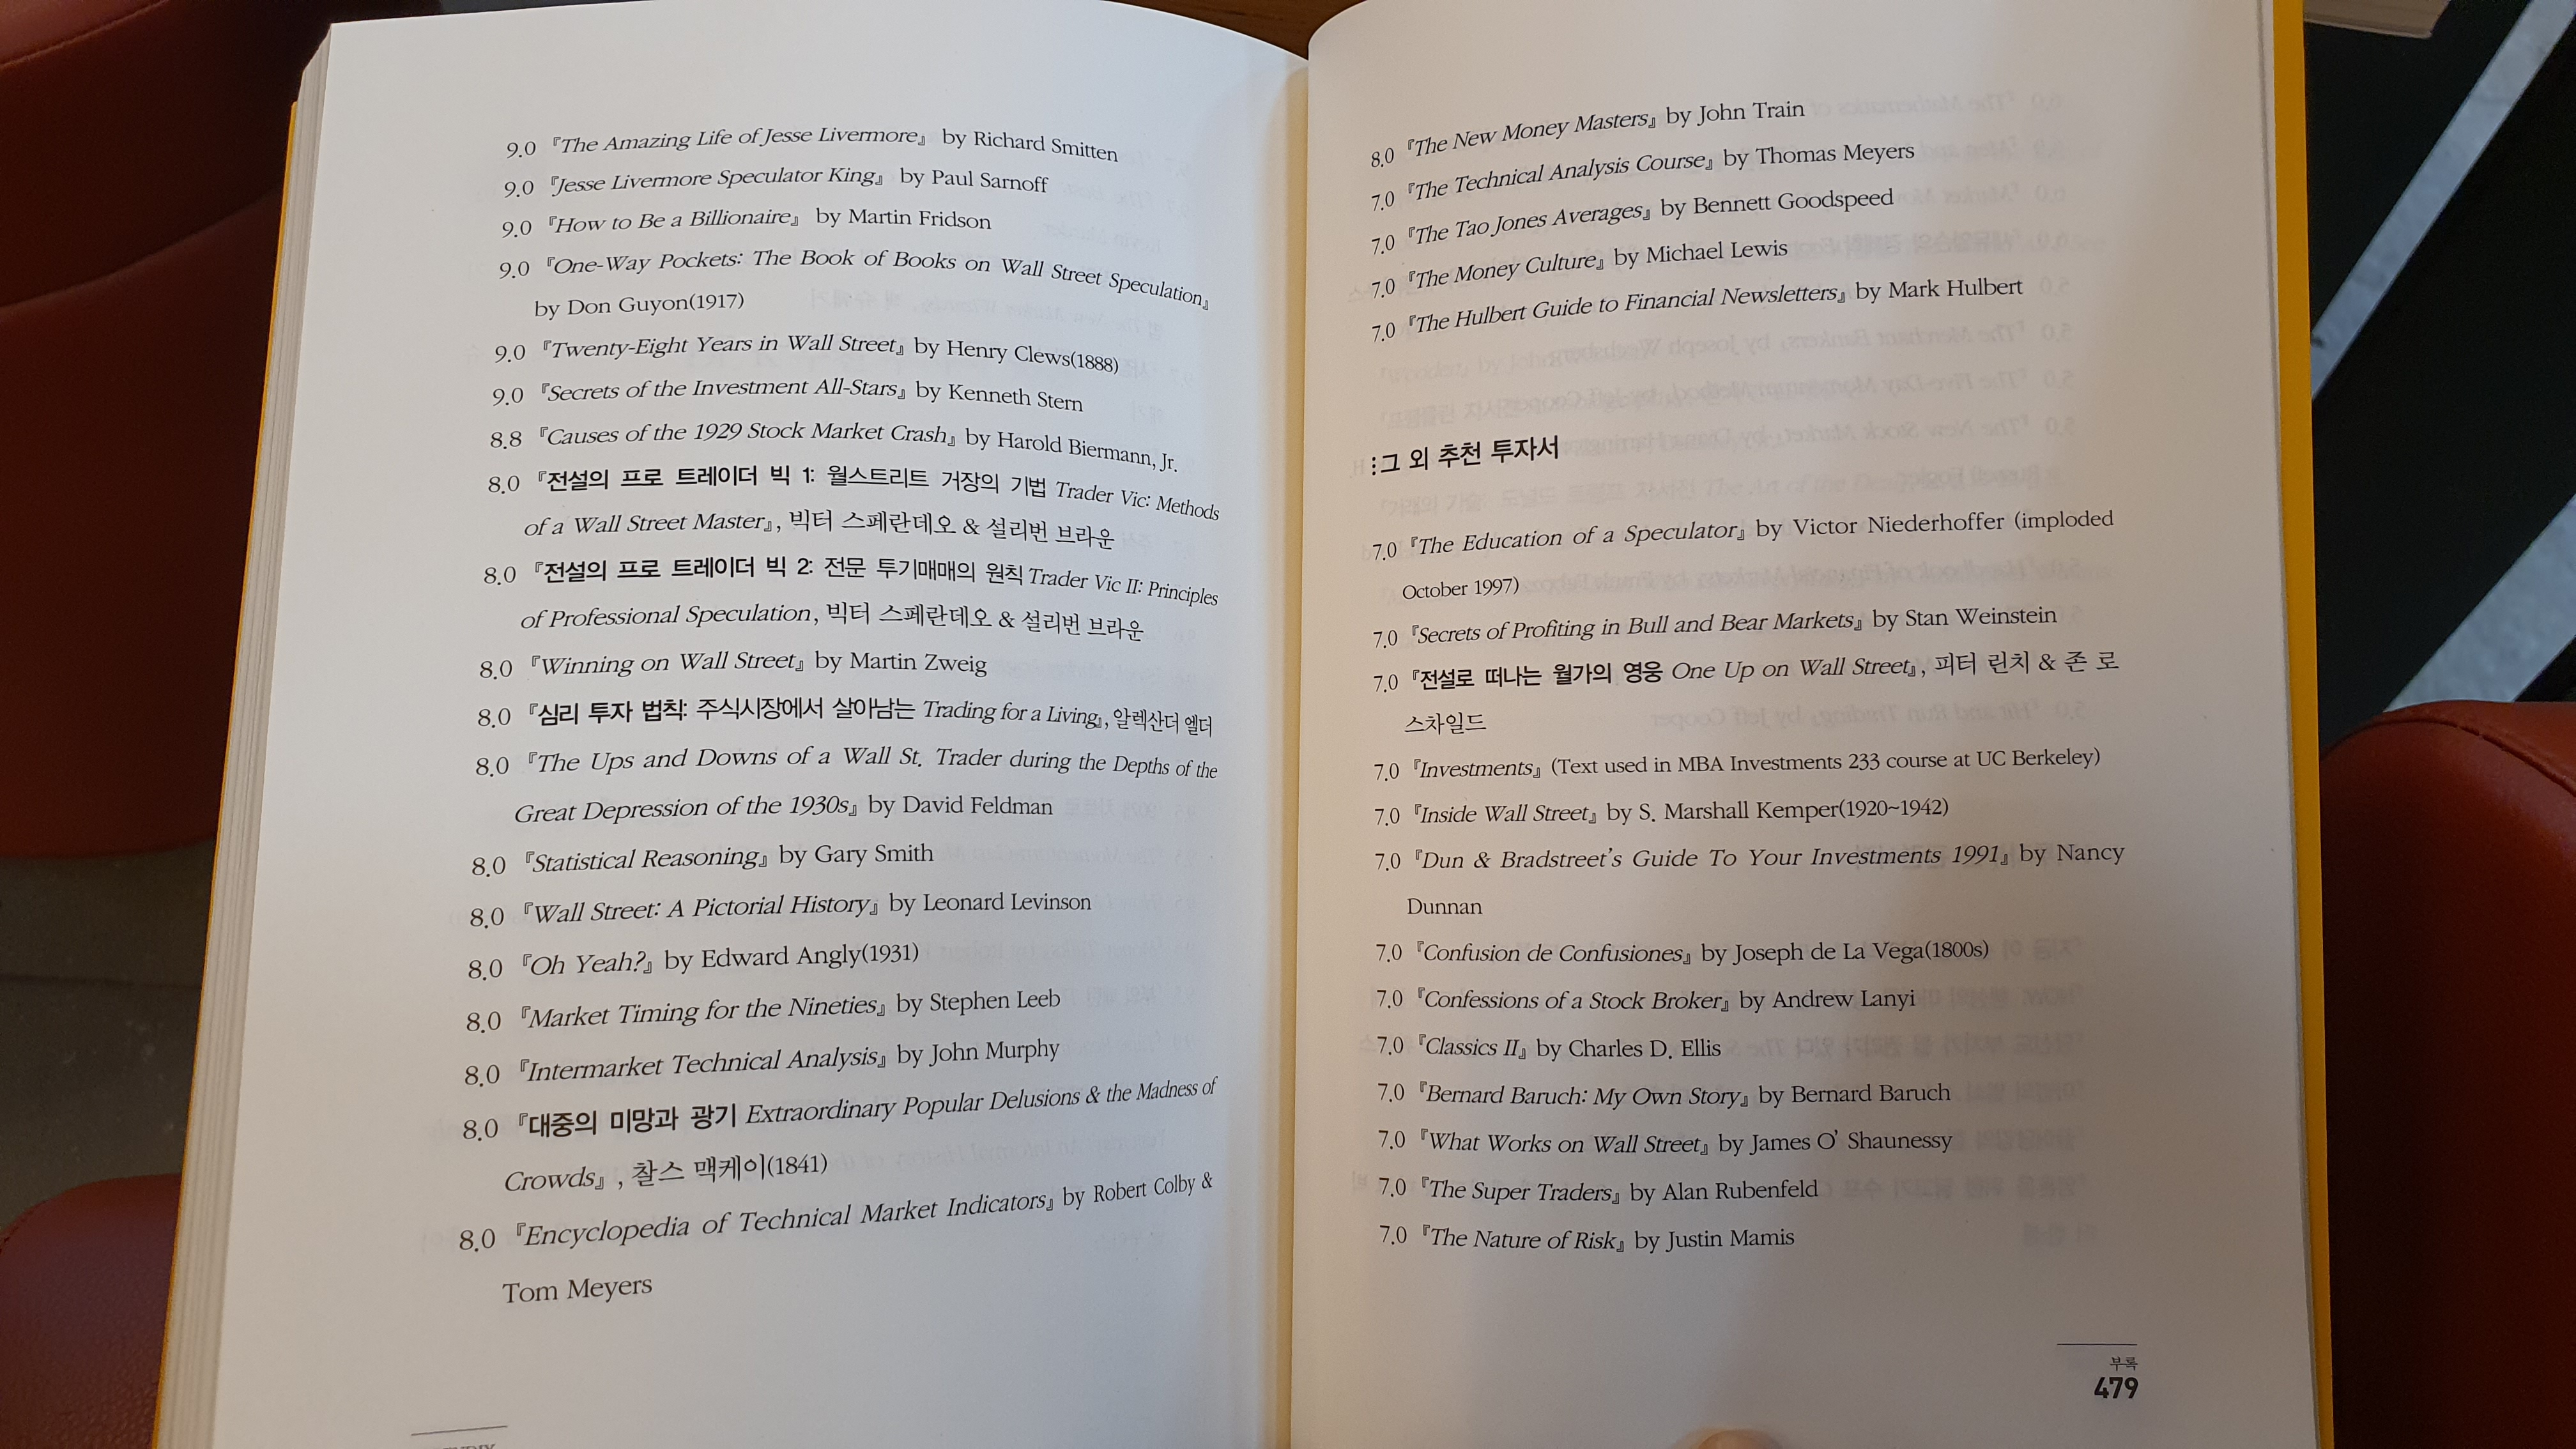 9.0 『The Amazing Life of Jesse Livermore』 by Richard Smitten
9.0 『Jesse Livermore Speculator King』 by Paul Sarnoff
9.0 『How to Be a Billionaire』 by Martin Fridson
9.0 『One-Way Pockets: The Book of Books on Wall Street Speculation』
by Don Guyon(1917)
9.0 『Twenty-Eight Years in Wall Street』 by Henry Clews(1888)
9.0 『Secrets of the Investment All-Stars』 by Kenneth Stern
8.8 『Causes of the 1929 Stock Market Crash』 by Harold Biermann, Jr.
8.0 『전설의 프로 트레이더 빅 1: 월스트리트 거장의 기법 Trader Vic: Methods
of a Wall Street Master』, 빅터 스페란데오 & 설리번 브라운
8.0 『전설의 프로 트레이더 빅 2: 전문 투기매매의 원칙 Trader Vic II: Principles
of Professional Speculation, 빅터 스페란데오 & 설리번 브라운
8.0 『Winning on Wall Street』 by Martin Zweig
8.0 『심리 투자 법칙: 주식시장에서 살아남는 Trading for a Living』, 알렉산더 엘더
8.0 『The Ups and Downs of a Wall St. Trader during the Depths of the
Great Depression of the 1930s』 by David Feldman
8.0 『Statistical Reasoning』 by Gary Smith
8.0 『Wall Street: A Pictorial History』 by Leonard Levinson
8.0 『Oh Yeah?』 by Edward Angly(1931)
8.0 『Market Timing for the Nineties』 by Stephen Leeb
8.0 『Intermarket Technical Analysis』 by John Murphy
8.0 『대중의 미망과 광기 Extraordinary Popular Delusions & the Madness of
Crowds』, 찰스 맥케이(1841)
8.0 『Encyclopedia of Technical Market Indicators』 by Robert Colby &
Tom Meyers
8.0 『The New Money Masters』 by John Train
7.0 『The Technical Analysis Course』 by Thomas Meyers
7.0 『The Tao Jones Averages』 by Bennett Goodspeed
7.0 『The Money Culture』 by Michael Lewis
7.0 『The Hulbert Guide to Financial Newsletters』 by Mark Hulbert
그 외 추천 투자서
7.0 『The Education of a Speculator』 by Victor Niederhoffer (imploded
October 1997)
7.0 『Secrets of Profiting in Bull and Bear Markets』 by Stan Weinstein
7.0 『전설로 떠나는 월가의 영웅 One Up on Wall Street』, 피터 린치 & 존 로
스차일드
7.0 『Investments』 (Text used in MBA Investments 233 course at UC Berkeley)
7.0 『Inside Wall Street』 by S. Marshall Kemper(1920~1942)
7.0 『Dun & Bradstreet's Guide To Your Investments 1991』 by Nancy
Dunnan
7.0 『Confusion de Confusiones』 by Joseph de La Vega(1800s)
7.0 『Confessions of a Stock Broker』 by Andrew Lanyi
7.0 『Classics II』 by Charles D. Ellis
7.0 『Bernard Baruch: My Own Story』 by Bernard Baruch
7.0 『What Works on Wall Street』 by James O' Shaunessy
7.0 『The Super Traders』 by Alan Rubenfeld
7.0 『The Nature of Risk』 by Justin Mamis
부록
479